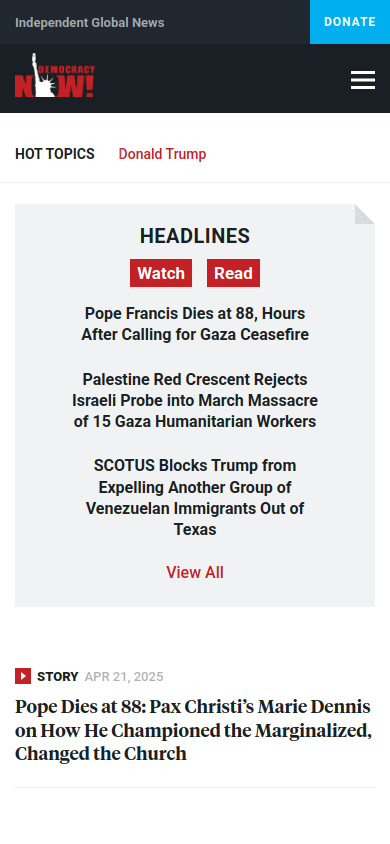 Independent Global News
DONATE
DEMOCRACY
NOW!
HOT TOPICS Donald Trump
HEADLINES
Watch Read
Pope Francis Dies at 88, Hours
After Calling for Gaza Ceasefire
Palestine Red Crescent Rejects
Israeli Probe into March Massacre
of 15 Gaza Humanitarian Workers
SCOTUS Blocks Trump from
Expelling Another Group of
Venezuelan Immigrants Out of
Texas
View All
STORY APR 21, 2025
Pope Dies at 88: Pax Christi’s Marie Dennis
on How He Championed the Marginalized,
Changed the Church